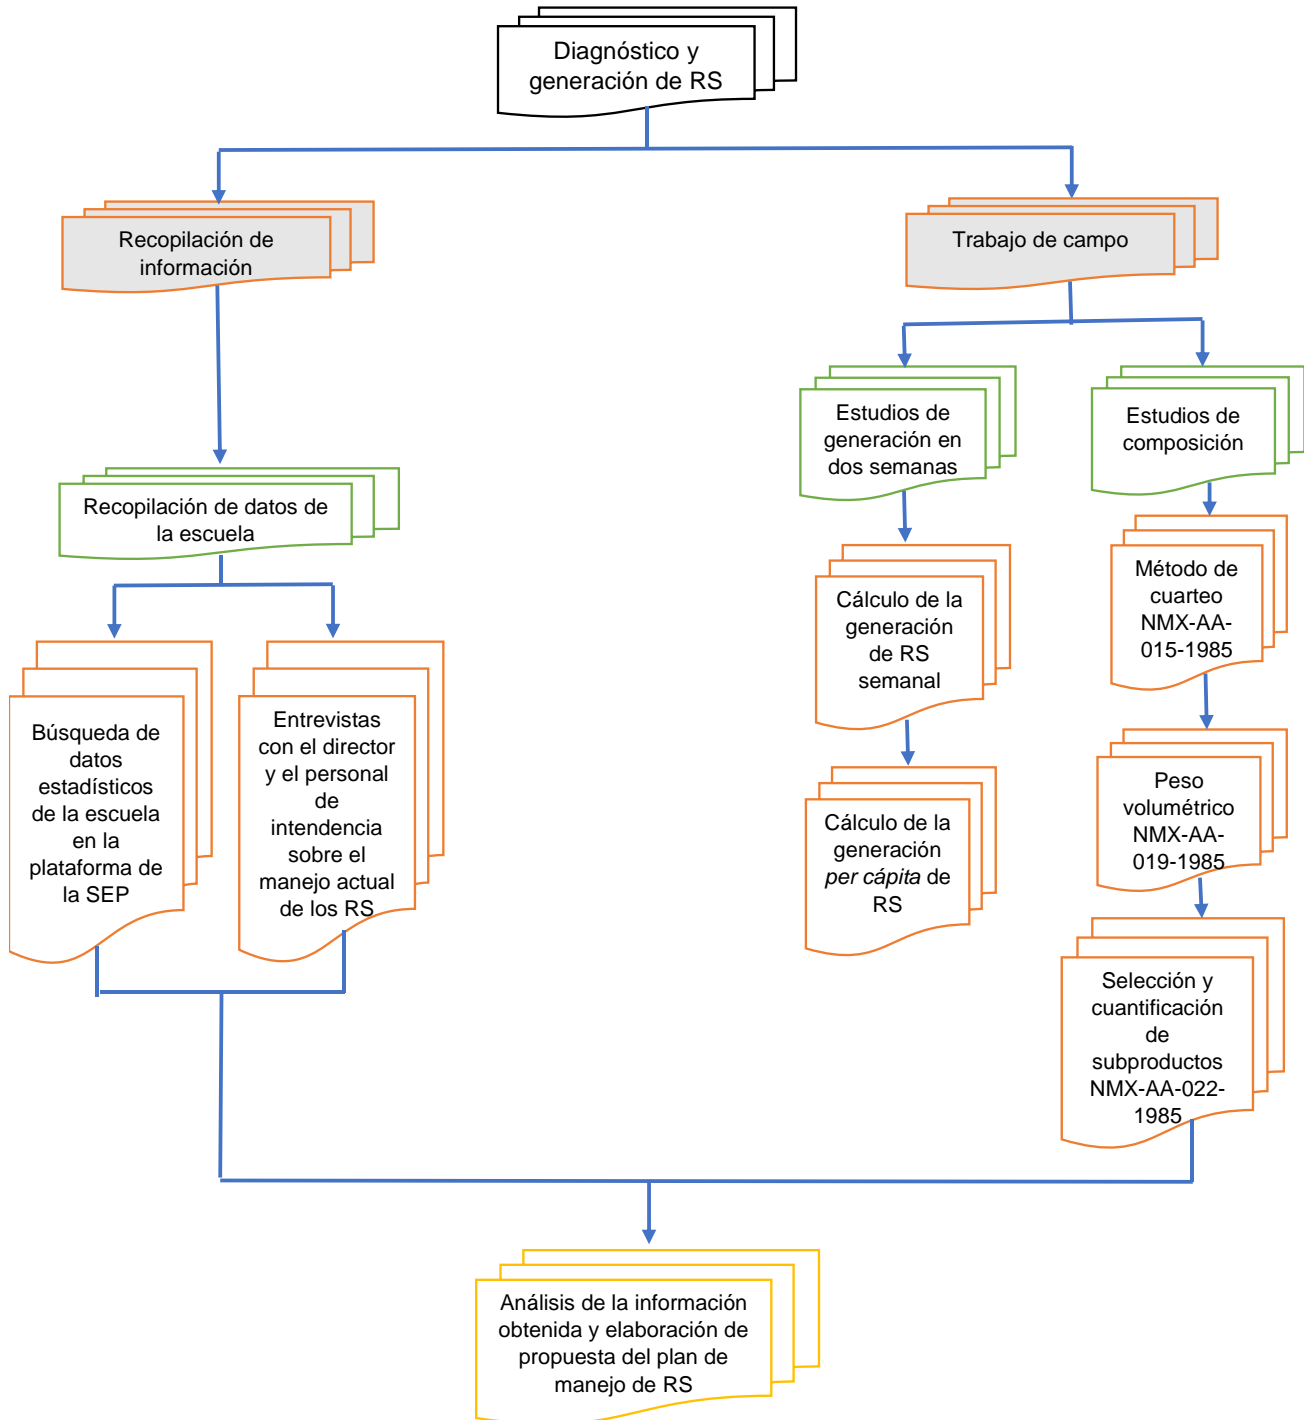 Diagnóstico y
generación de RS
Recopilación de
información
Trabajo de campo
Recopilación de datos de
la escuela
Estudios de
generación en
dos semanas
Estudios de
composición
Búsqueda de
datos
estadísticos
de la escuela
en la
plataforma de
la SEP
Entrevistas
con el director
y el personal
de
intendencia
sobre el
manejo actual
de los RS
Cálculo de la
generación
de RS
semanal
Cálculo de la
generación
per cápita de
RS
Método de
cuarteo
NMX-AA-
015-1985
Peso
volumétrico
NMX-AA-
019-1985
Selección y
cuantificación
de
subproductos
NMX-AA-022-
1985
Análisis de la información
obtenida y elaboración de
propuesta del plan de
manejo de RS